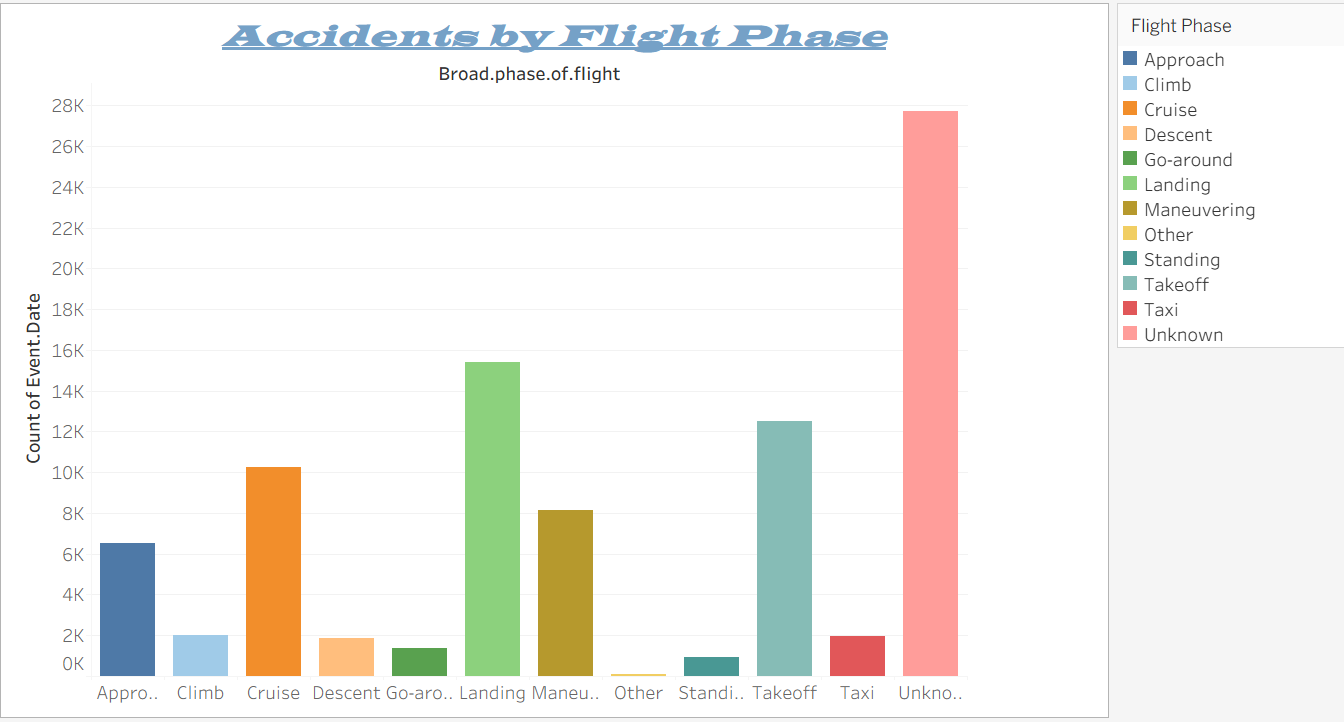 Accidents by Flight Phase
Broad.phase.of.flight
Count of Event.Date
28K
26K
24K
22K
20K
18K
16K
14K
12K
10K
8K
6K
4K
2K
0K
Appro.. Climb Cruise Descent Go-aro.. Landing Maneu.. Other Standi.. Takeoff Taxi Unkno..
Flight Phase
Approach
Climb
Cruise
Descent
Go-around
Landing
Maneuvering
Other
Standing
Takeoff
Taxi
Unknown